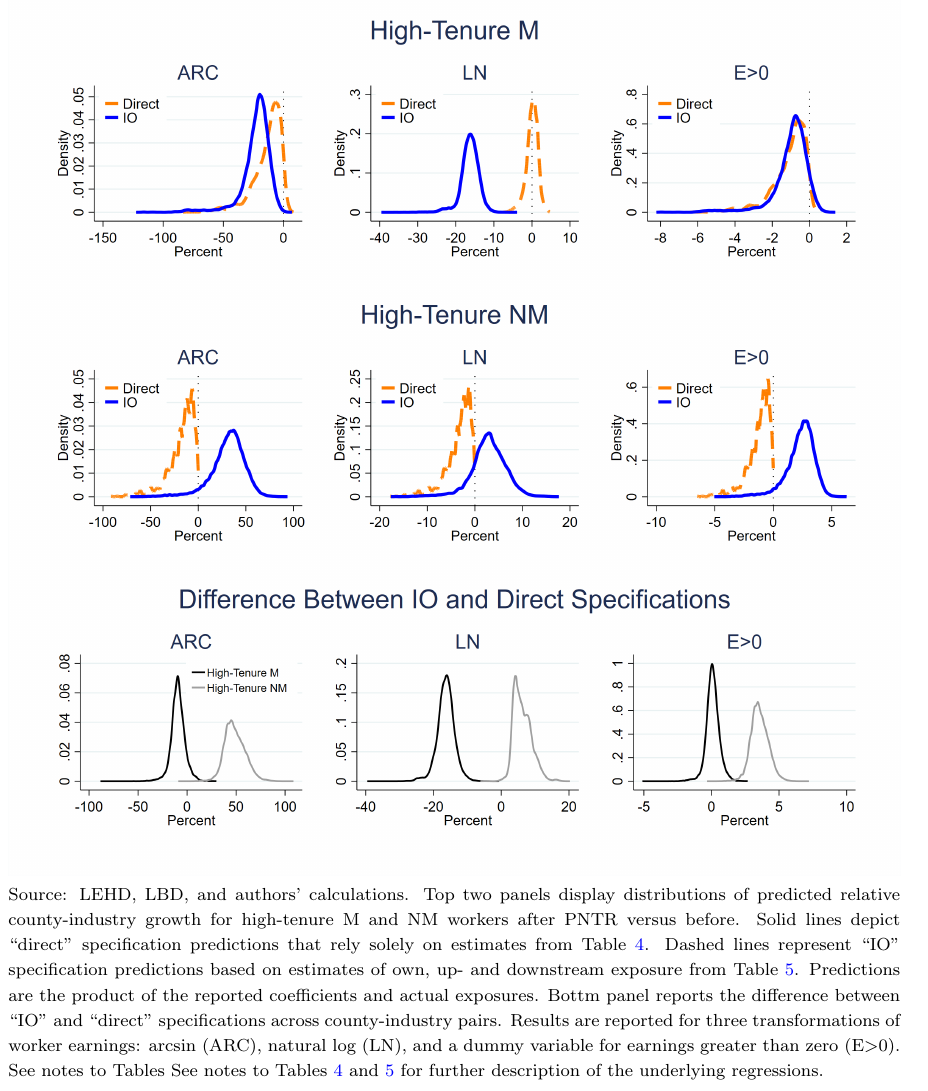 High-Tenure M
ARC LN E>0
Direct
IO
Direct
IO
Direct
IO
Density
0 .01 .02 .03 .04 .05
Density
0 .1 .2 .3
Density
0 .2 .4 .6 .8
-150 -100 -50 0
-40 -30 -20 -10 0 10
-8 -6 -4 -2 0 2
Percent Percent Percent
High-Tenure NM
ARC LN E>0
Direct
IO
Direct
IO
Direct
IO
Density
0 .01 .02 .03 .04 .05
Density
0 .05 .1 .15 .2 .25
Density
0 .2 .4 .6
-100 -50 0 50 100
-20 -10 0 10 20
-10 -5 0 5
Percent Percent Percent
Difference Between IO and Direct Specifications
ARC LN E>0
High-Tenure M
High-Tenure NM
0 .02 .04 .06 .08
0 .05 .1 .15 .2
0 .2 .4 .6 .8 1
-100 -50 0 50 100
-40 -20 0 20
-5 0 5 10
Percent Percent Percent
Source: LEHD, LBD, and authors' calculations. Top two panels display distributions of predicted relative
county-industry growth for high-tenure M and NM workers after PNTR versus before. Solid lines depict
“direct” specification predictions that rely solely on estimates from Table 4. Dashed lines represent “IO”
specification predictions based on estimates of own, up- and downstream exposure from Table 5. Predictions
are the product of the reported coefficients and actual exposures. Bottm panel reports the difference between
“IO” and “direct” specifications across county-industry pairs. Results are reported for three transformations of
worker earnings: arcsin (ARC), natural log (LN), and a dummy variable for earnings greater than zero (E>0).
See notes to Tables See notes to Tables 4 and 5 for further description of the underlying regressions.